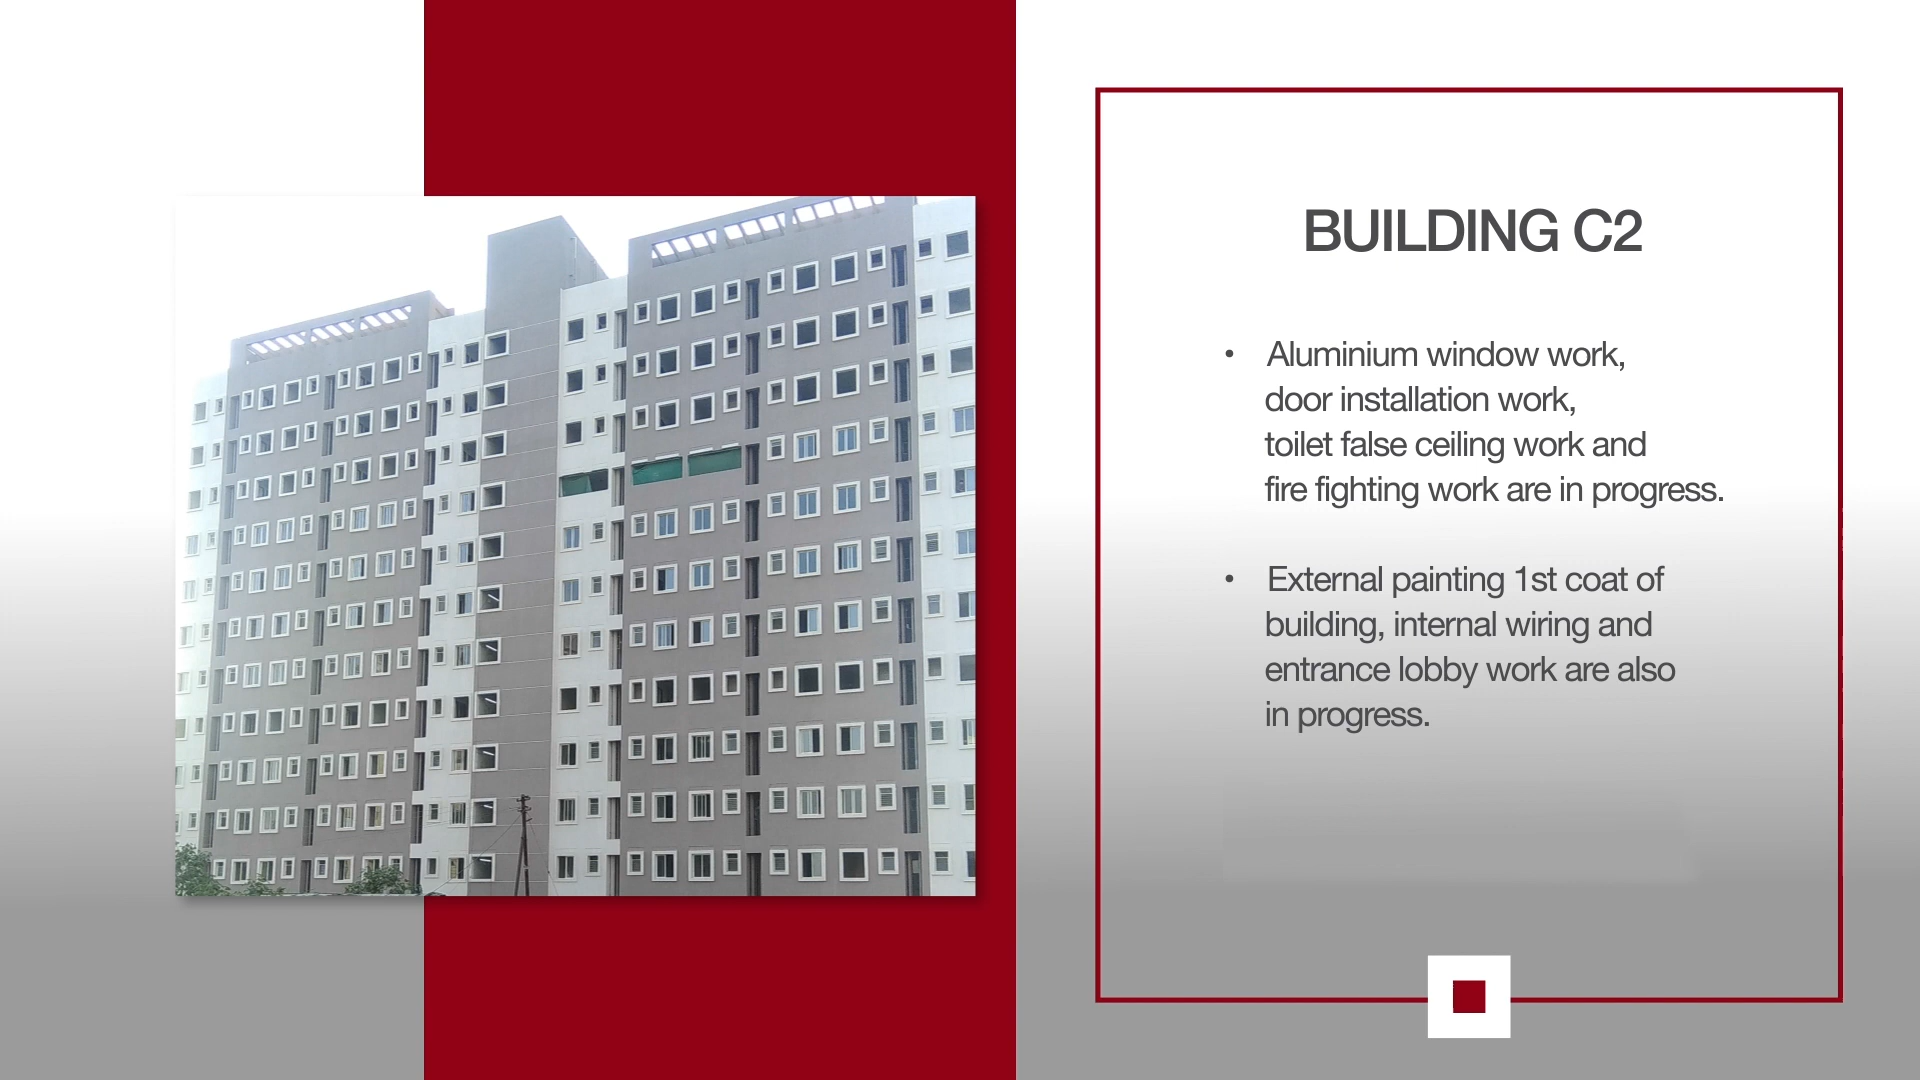 BUILDING C2
• Aluminium window work,
door installation work,
toilet false ceiling work and
fire fighting work are in progress.
• External painting 1st coat of
building, internal wiring and
entrance lobby work are also
in progress.